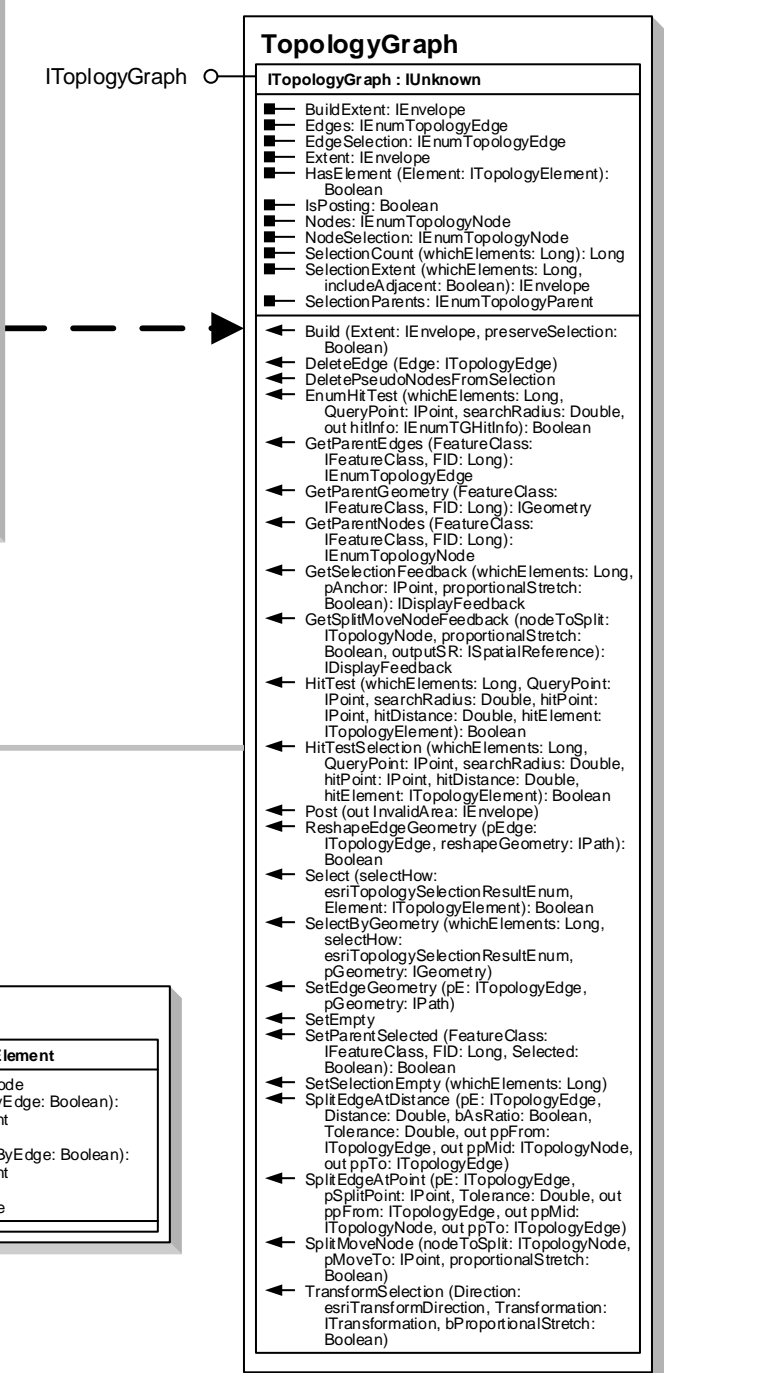 TopologyGraph
IToplogyGraph
ITopologyGraph : IUnknown
BuildExtent: IEnvelope
Edges: IEnumTopologyEdge
EdgeSelection: IEnumTopologyEdge
Extent: IEnvelope
HasElement (Element: ITopologyElement):
Boolean
IsPosting: Boolean
Nodes: IEnumTopologyNode
NodeSelection: IEnumTopologyNode
SelectionCount (whichElements: Long): Long
SelectionExtent (whichElements: Long,
includeAdjacent: Boolean): IEnvelope
SelectionParents: IEnumTopologyParent
Build (Extent: IEnvelope, preserveSelection:
Boolean)
DeleteEdge (Edge: ITopologyEdge)
DeletePseudoNodesFromSelection
EnumHitTest (whichElements: Long,
QueryPoint: IPoint, searchRadius: Double,
out hitInfo: IEnumTGHitInfo): Boolean
GetParentEdges (FeatureClass:
IFeatureClass, FID: Long):
IEnumTopologyEdge
GetParentGeometry (FeatureClass:
IFeatureClass, FID: Long): IGeometry
GetParentNodes (FeatureClass:
IFeatureClass, FID: Long):
IEnumTopologyNode
GetSelectionFeedback (whichElements: Long,
pAnchor: IPoint, proportionalStretch:
Boolean): IDisplayFeedback
GetSplitMoveNodeFeedback (nodeToSplit:
ITopologyNode, proportionalStretch:
Boolean, outputSR: ISpatialReference):
IDisplayFeedback
HitTest (whichElements: Long, QueryPoint:
IPoint, searchRadius: Double, hitPoint:
IPoint, hitDistance: Double, hitElement:
ITopologyElement): Boolean
HitTestSelection (whichElements: Long,
QueryPoint: IPoint, searchRadius: Double,
hitPoint: IPoint, hitDistance: Double,
hitElement: ITopologyElement): Boolean
Post (out InvalidArea: IEnvelope)
ReshapeEdgeGeometry (pEdge:
ITopologyEdge, reshapeGeometry: IPath):
Boolean
Select (selectHow:
esriTopologySelectionResultEnum,
Element: ITopologyElement): Boolean
SelectByGeometry (whichElements: Long,
selectHow:
esriTopologySelectionResultEnum,
pGeometry: IGeometry)
SetEdgeGeometry (pE: ITopologyEdge,
pGeometry: IPath)
SetEmpty
SetParentSelected (FeatureClass:
IFeatureClass, FID: Long, Selected:
Boolean): Boolean
SetSelectionEmpty (whichElements: Long)
SplitEdgeAtDistance (pE: ITopologyEdge,
Distance: Double, bAsRatio: Boolean,
Tolerance: Double, out ppFrom:
ITopologyEdge, out ppMid: ITopologyNode,
out ppTo: ITopologyEdge)
SplitEdgeAtPoint (pE: ITopologyEdge,
pSplitPoint: IPoint, Tolerance: Double, out
ppFrom: ITopologyEdge, out ppMid:
ITopologyNode, out ppTo: ITopologyEdge)
SplitMoveNode (nodeToSplit: ITopologyNode,
pMoveTo: IPoint, proportionalStretch:
Boolean)
TransformSelection (Direction:
esriTransformDirection, Transformation:
ITransformation, bProportionalStretch:
Boolean)
lement
ode
Edge: Boolean):
nt
ByEdge: Boolean):
nt
e